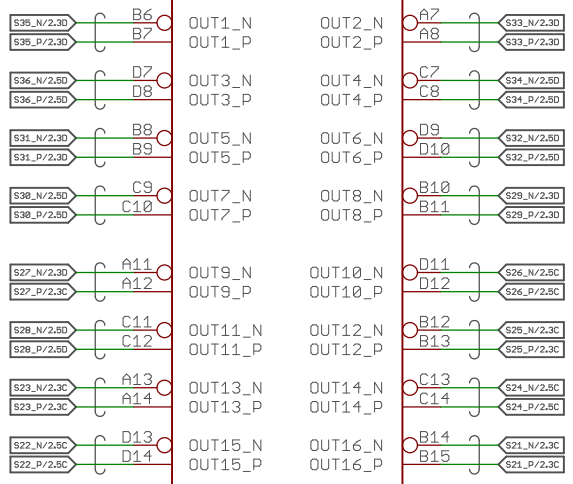 S35_N/2.3D B6 OUT1_N OUT2_N A7 S33_N/2.3D
S35_P/2.3D B7 OUT1_P OUT2_P A8 S33_P/2.3D
S36_N/2.5D D7 OUT3_N OUT4_N C7 S34_N/2.5D
S36_P/2.5D D8 OUT3_P OUT4_P C8 S34_P/2.5D
S31_N/2.3D B8 OUT5_N OUT6_N D9 S32_N/2.5D
S31_P/2.3D B9 OUT5_P OUT6_P D10 S32_P/2.5D
S30_N/2.5D C9 OUT7_N OUT8_N B10 S29_N/2.3D
S30_P/2.5D C10 OUT7_P OUT8_P B11 S29_P/2.3D
S27_N/2.3D A11 OUT9_N OUT10_N D11 S26_N/2.5C
S27_P/2.3C A12 OUT9_P OUT10_P D12 S26_P/2.5C
S28_N/2.5D C11 OUT11_N OUT12_N B12 S25_N/2.3C
S28_P/2.5D C12 OUT11_P OUT12_P B13 S25_P/2.3C
S23_N/2.3C A13 OUT13_N OUT14_N C13 S24_N/2.5C
S23_P/2.3C A14 OUT13_P OUT14_P C14 S24_P/2.5C
S22_N/2.5C D13 OUT15_N OUT16_N B14 S21_N/2.3C
S22_P/2.5C D14 OUT15_P OUT16_P B15 S21_P/2.3C